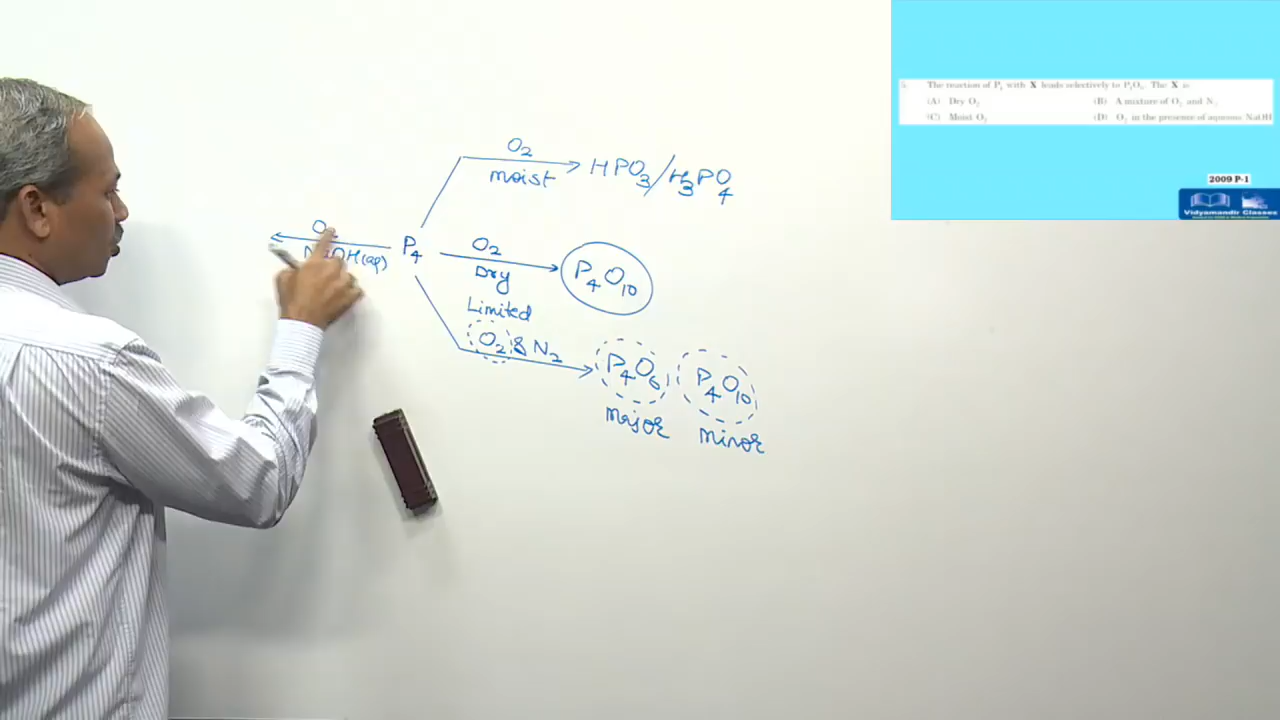 5. The reaction of P₄ with X leads selectively to P₄O₆. The X is
(A) Dry O₂ (B) A mixture of O₂ and N₂
(C) Moist O₂ (D) O₂ in the presence of aqueous NaOH
2009 P-1
Vidyamandir Classes
O₂
moist
HPO₃/H₃PO₄
O₂
NaOH(aq)
P₄
O₂
Dry
P₄O₁₀
Limited
O₂ & N₂
P₄O₆ P₄O₁₀
Major Minor